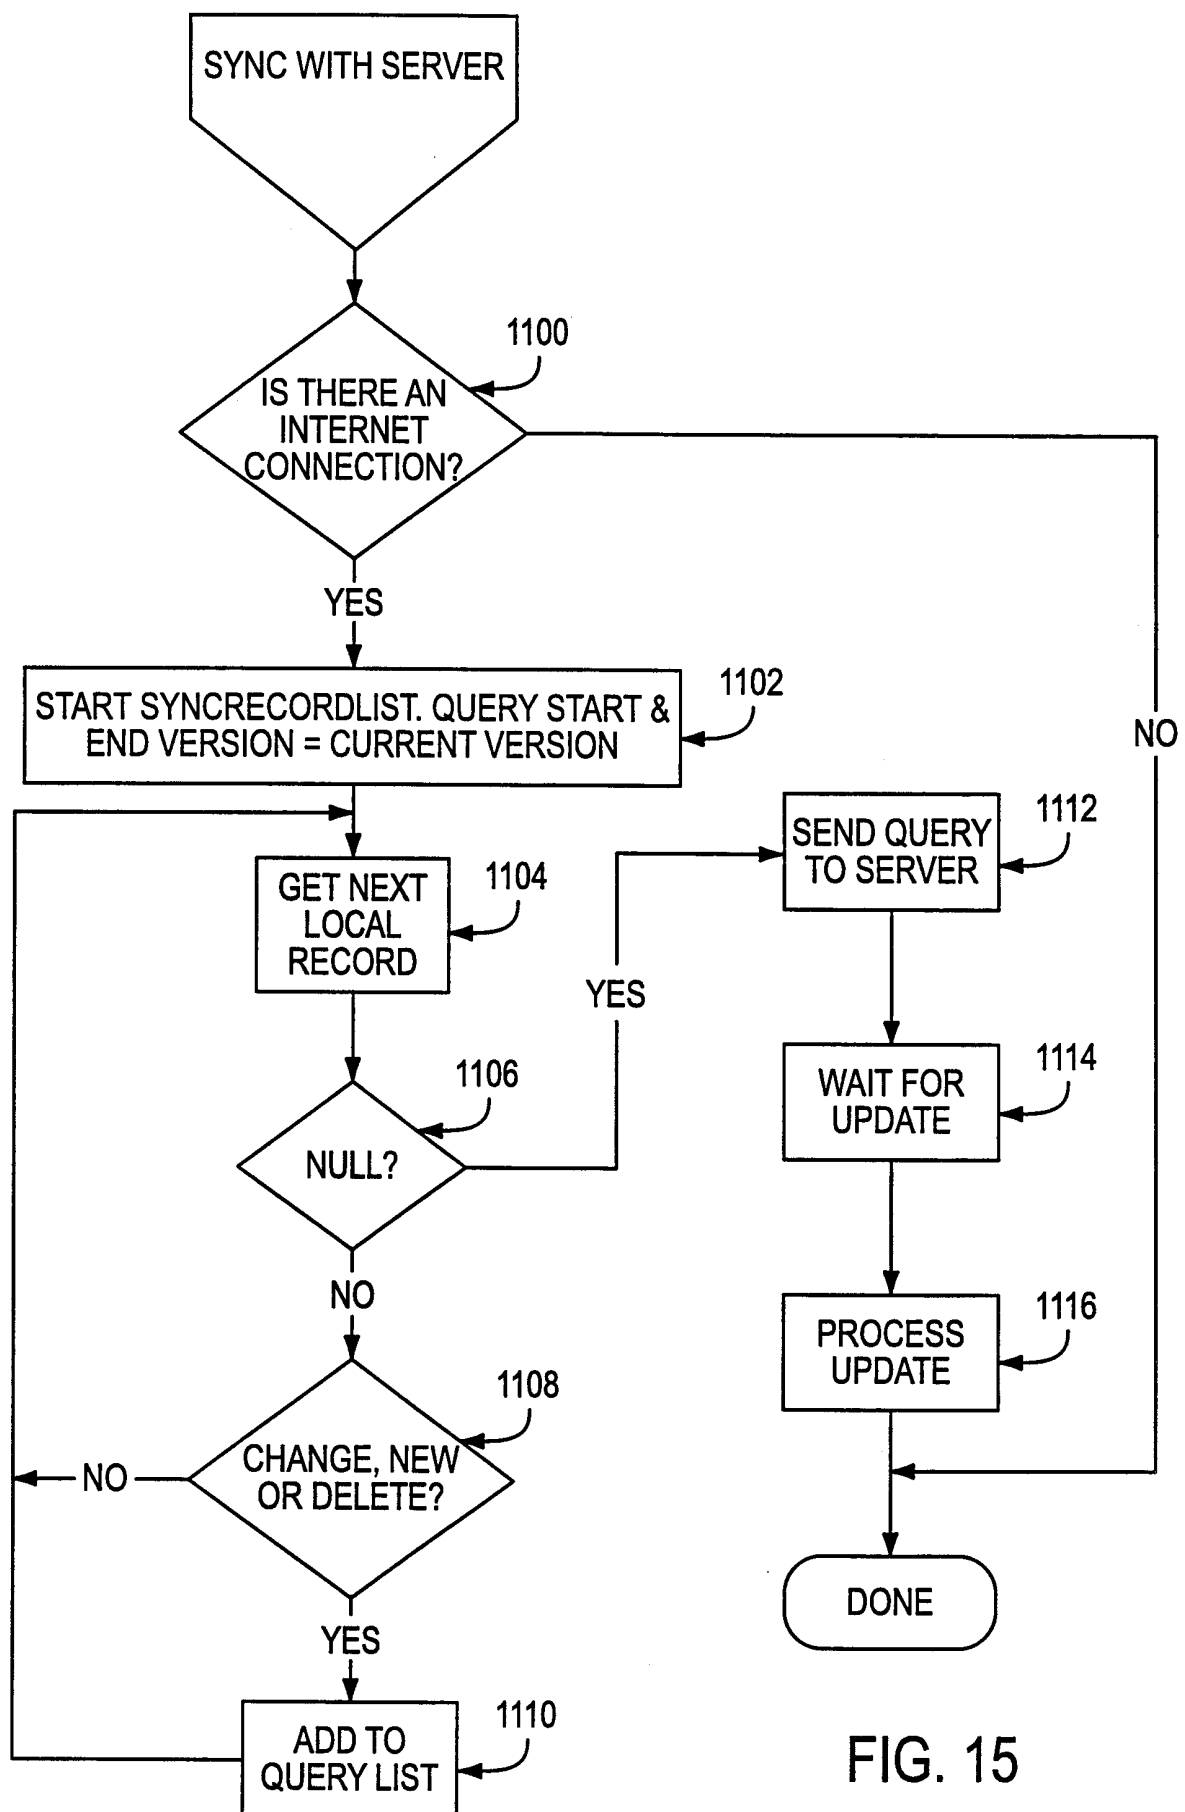 SYNC WITH SERVER
1100
IS THERE AN
INTERNET
CONNECTION?
YES
NO
1102
START SYNCRECORDLIST. QUERY START &
END VERSION = CURRENT VERSION
1104
GET NEXT
LOCAL
RECORD
1106
NULL?
YES
NO
1108
CHANGE, NEW
OR DELETE?
NO
YES
1110
ADD TO
QUERY LIST
1112
SEND QUERY
TO SERVER
1114
WAIT FOR
UPDATE
1116
PROCESS
UPDATE
DONE
FIG. 15